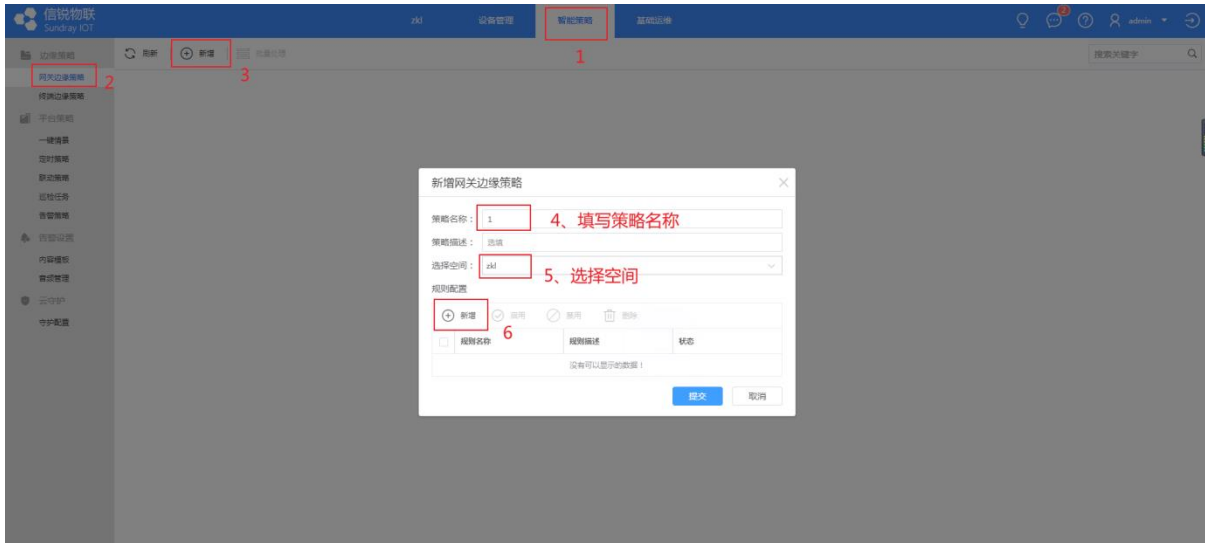 信锐物联
Sundray IOT
zkl 设备管理 智能策略 基础运维
2
admin
1
边缘策略
刷新 新增 批量处理
搜索关键字
3
网关边缘策略
2
终端边缘策略
平台策略
一键情景
定时策略
联动策略
巡检任务
告警策略
告警设置
内容模板
音频管理
云守护
守护配置
新增网关边缘策略
策略名称： 1
4、填写策略名称
策略描述： 选填
选择空间： zkl
5、选择空间
规则配置
新增 启用 禁用 删除
6
规则名称 规则描述 状态
没有可以显示的数据！
提交 取消